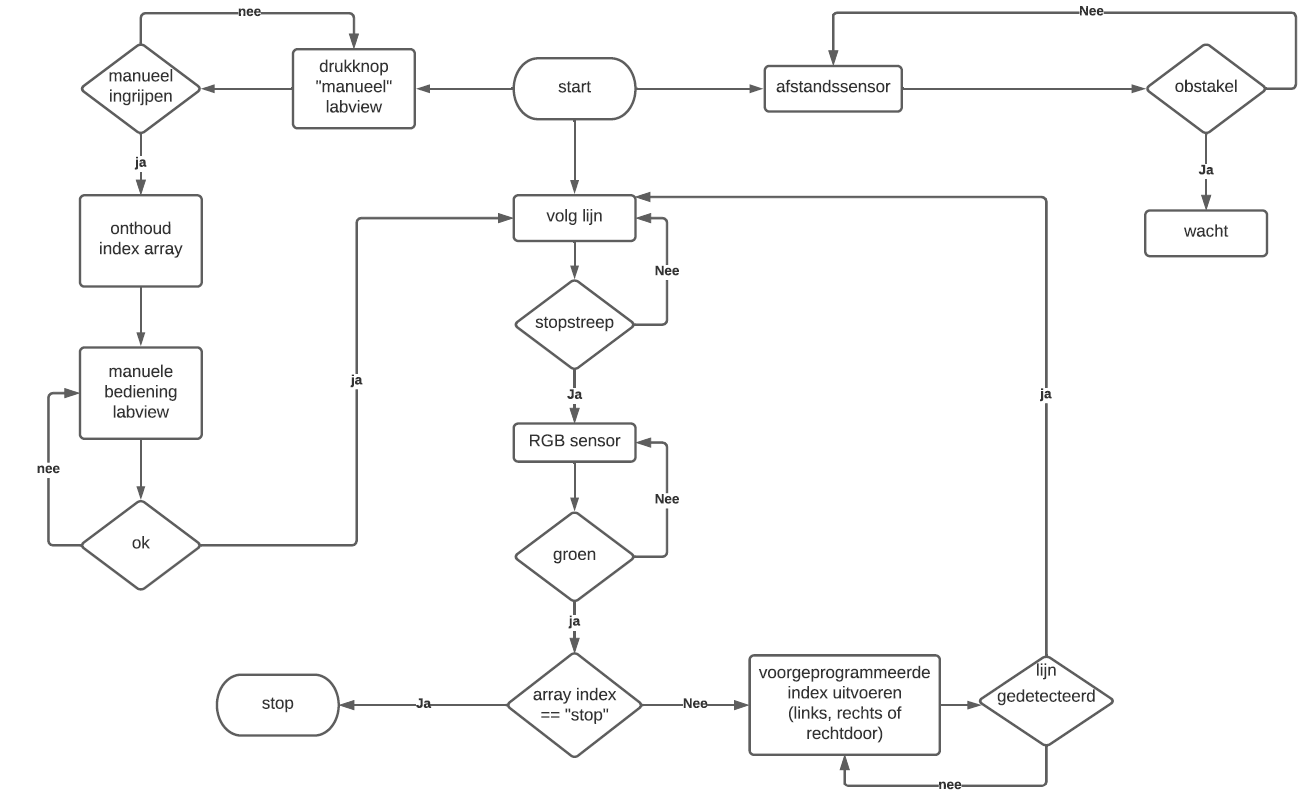 nee
Nee
manueel
ingrijpen
drukknop
"manueel"
labview
start
afstandssensor
obstakel
ja
Ja
onthoud
index array
volg lijn
wacht
Nee
stopstreep
manuele
bediening
labview
ja
Ja
ja
RGB sensor
nee
Nee
ok
groen
ja
voorgeprogrammeerde
index uitvoeren
(links, rechts of
rechtdoor)
lijn
gedetecteerd
stop
Ja
array index
== "stop"
Nee
nee